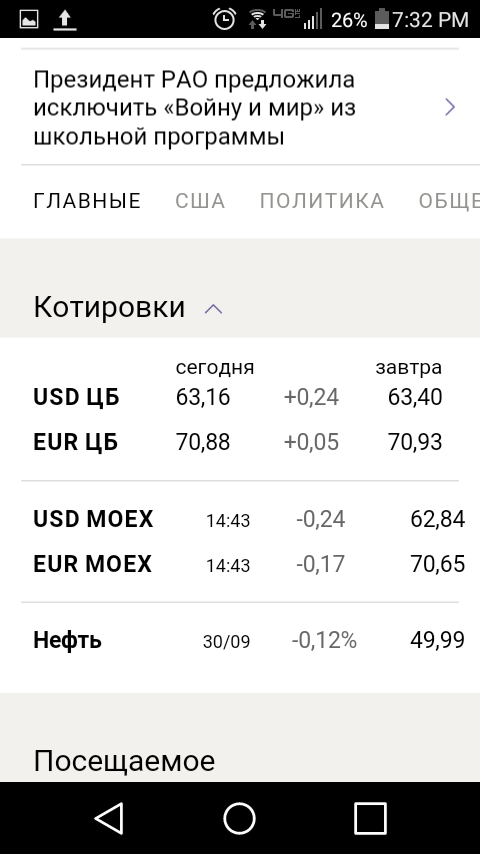 4G 26% 7:32 PM
Президент РАО предложила
исключить «Войну и мир» из
школьной программы
ГЛАВНЫЕ США ПОЛИТИКА ОБЩЕ
Котировки
сегодня завтра
USD ЦБ 63,16 +0,24 63,40
EUR ЦБ 70,88 +0,05 70,93
USD MOEX 14:43 -0,24 62,84
EUR MOEX 14:43 -0,17 70,65
Нефть 30/09 -0,12% 49,99
Посещаемое